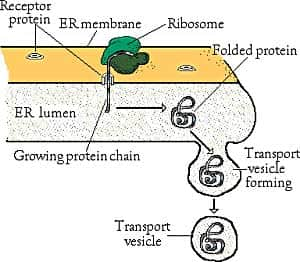 Receptor
protein
ER membrane
Ribosome
Folded protein
ER lumen
Growing protein chain
Transport
vesicle
forming
Transport
vesicle